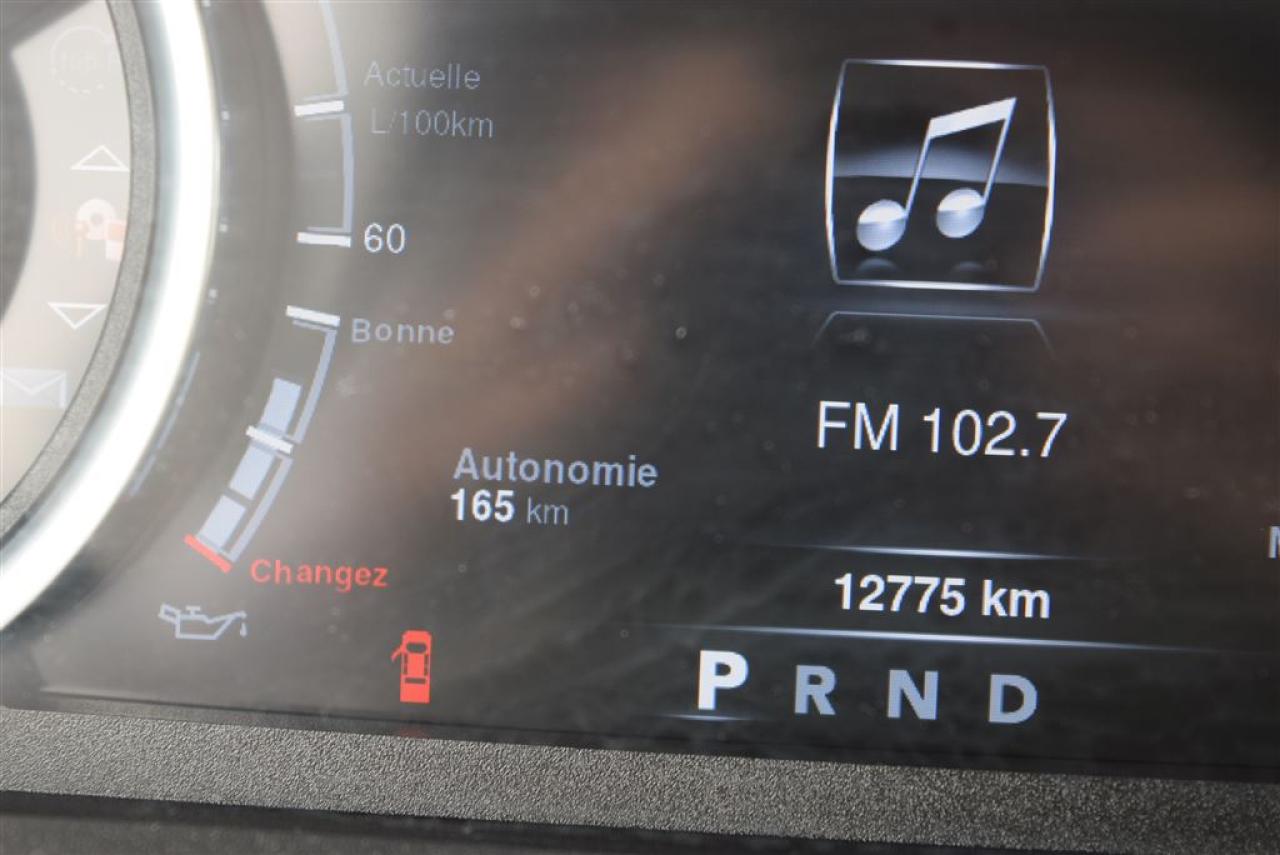 Actuelle
L/100km
60
Bonne
FM 102.7
Autonomie
165 km
Changez
12775 km
P R N D